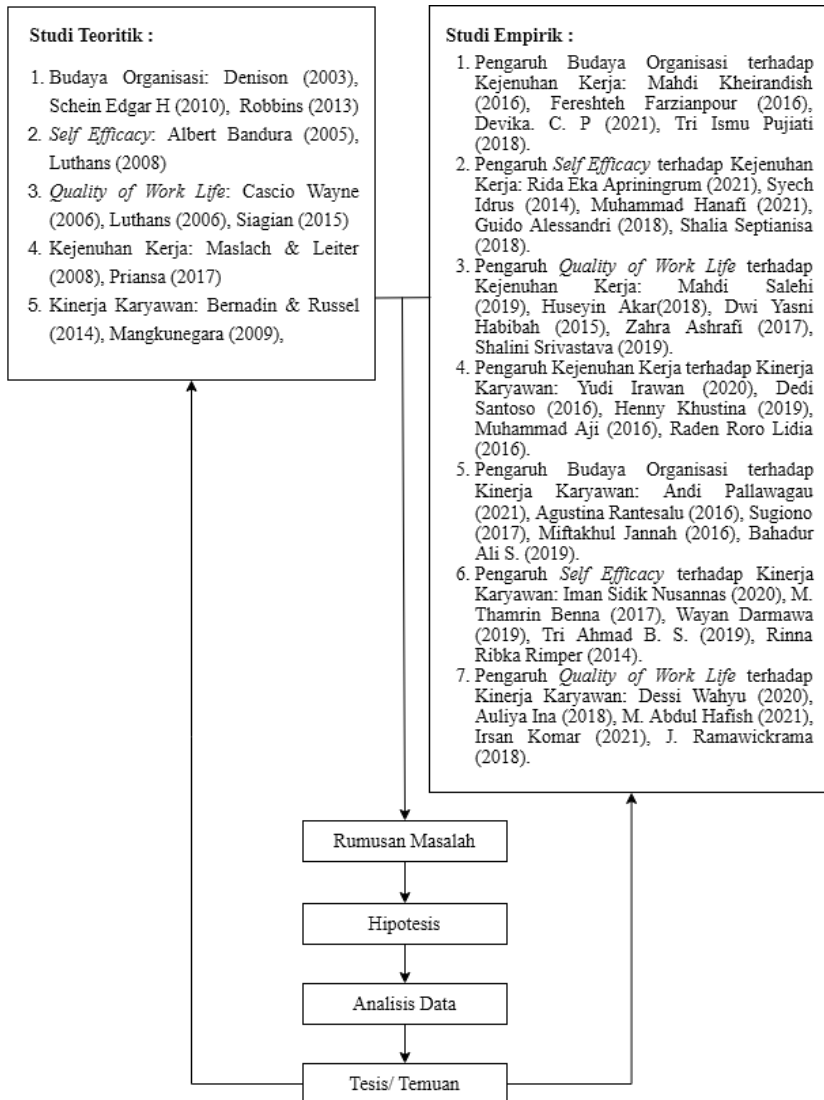 Studi Teoritik :
1. Budaya Organisasi: Denison (2003),
Schein Edgar H (2010), Robbins (2013)
2. Self Efficacy: Albert Bandura (2005),
Luthans (2008)
3. Quality of Work Life: Cascio Wayne
(2006), Luthans (2006), Siagian (2015)
4. Kejenuhan Kerja: Maslach & Leiter
(2008), Priansa (2017)
5. Kinerja Karyawan: Bernadin & Russel
(2014), Mangkunegara (2009),
Studi Empirik :
1. Pengaruh Budaya Organisasi terhadap
Kejenuhan Kerja: Mahdi Kheirandish
(2016), Fereshteh Farzianpour (2016),
Devika. C. P (2021), Tri Ismu Pujiati
(2018).
2. Pengaruh Self Efficacy terhadap Kejenuhan
Kerja: Rida Eka Apriningrum (2021), Syech
Idrus (2014), Muhammad Hanafi (2021),
Guido Alessandri (2018), Shalia Septianisa
(2018).
3. Pengaruh Quality of Work Life terhadap
Kejenuhan Kerja: Mahdi Salehi
(2019), Huseyin Akar(2018), Dwi Yasni
Habibah (2015), Zahra Ashrafi (2017),
Shalini Srivastava (2019).
4. Pengaruh Kejenuhan Kerja terhadap Kinerja
Karyawan: Yudi Irawan (2020), Dedi
Santoso (2016), Henny Khustina (2019),
Muhammad Aji (2016), Raden Roro Lidia
(2016).
5. Pengaruh Budaya Organisasi terhadap
Kinerja Karyawan: Andi Pallawagau
(2021), Agustina Rantesalu (2016), Sugiono
(2017), Miftakhul Jannah (2016), Bahadur
Ali S. (2019).
6. Pengaruh Self Efficacy terhadap Kinerja
Karyawan: Iman Sidik Nusannas (2020), M.
Thamrin Benna (2017), Wayan Darmawa
(2019), Tri Ahmad B. S. (2019), Rinna
Ribka Rimper (2014).
7. Pengaruh Quality of Work Life terhadap
Kinerja Karyawan: Dessi Wahyu (2020),
Auliya Ina (2018), M. Abdul Hafish (2021),
Irsan Komar (2021), J. Ramawickrama
(2018).
Rumusan Masalah
Hipotesis
Analisis Data
Tesis/ Temuan